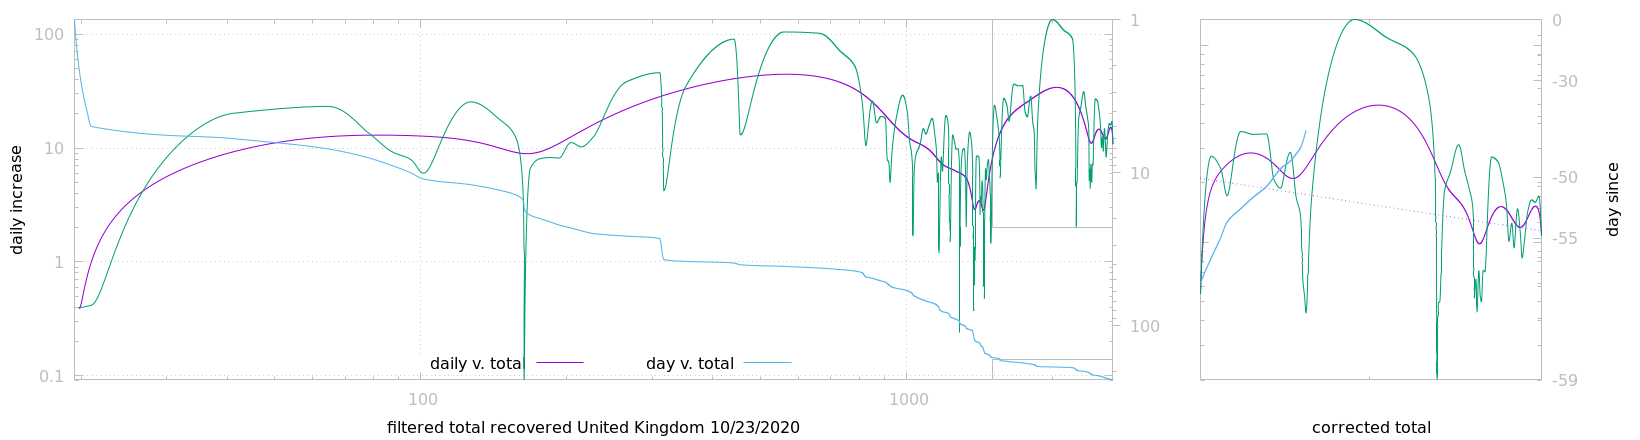 100
10
1
0.1
daily increase
daily v. total
day v. total
100
1000
filtered total recovered United Kingdom 10/23/2020
1
10
100
0
-30
-50
-55
-59
day since
corrected total